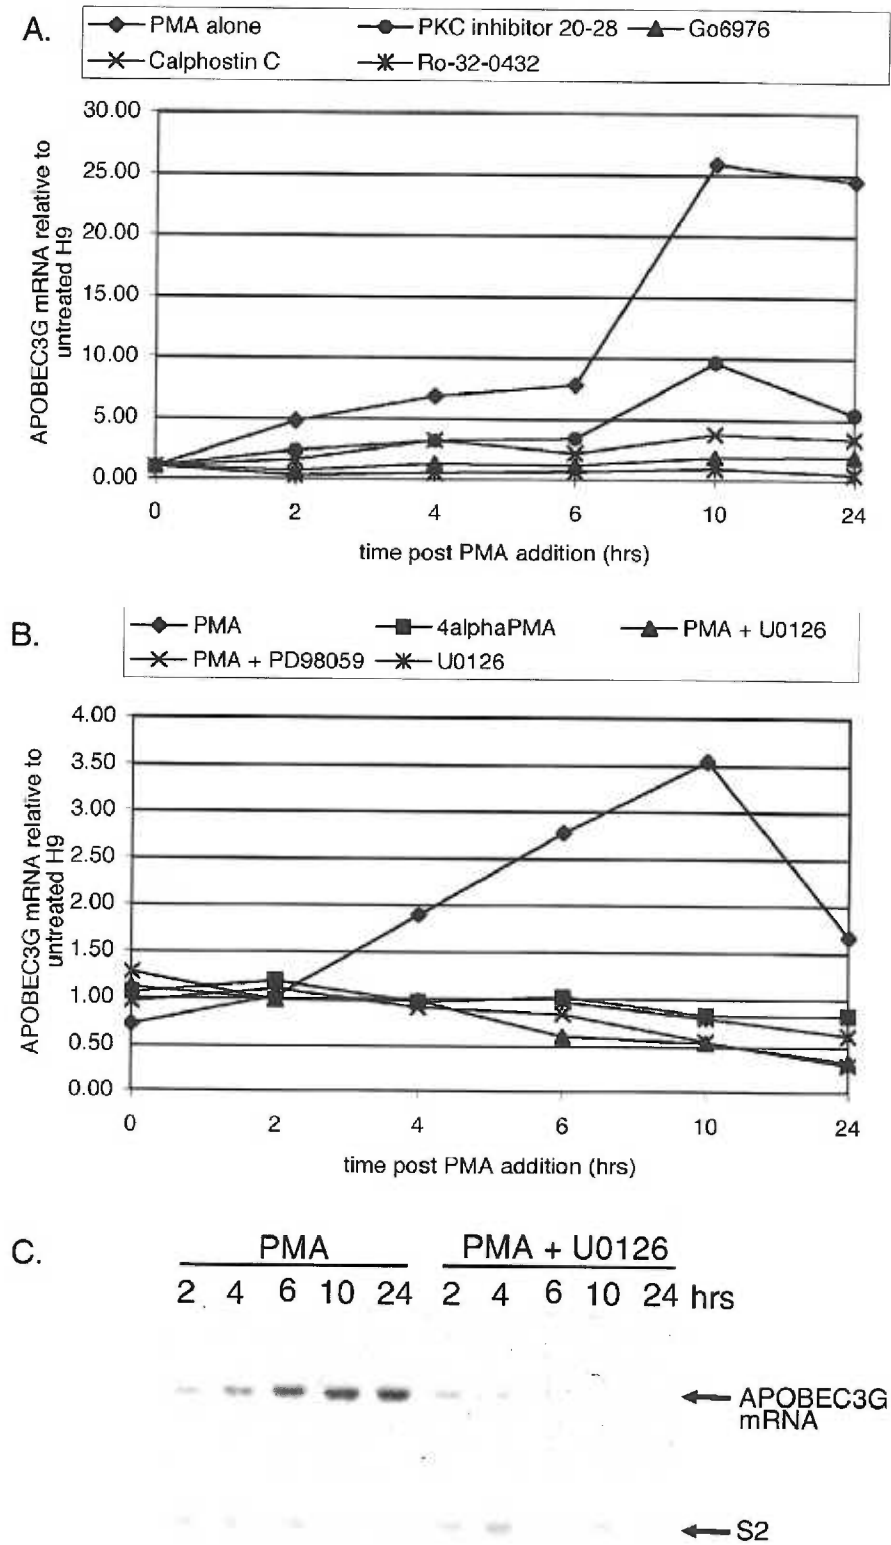 A.
PMA alone
PKC inhibitor 20-28
Go6976
Calphostin C
Ro-32-0432
30.00
25.00
20.00
15.00
10.00
5.00
0.00
APOBEC3G mRNA relative to
untreated H9
0 2 4 6 10 24
time post PMA addition (hrs)
B.
PMA
4alphaPMA
PMA + U0126
PMA + PD98059
U0126
4.00
3.50
3.00
2.50
2.00
1.50
1.00
0.50
0.00
APOBEC3G mRNA relative to
untreated H9
0 2 4 6 10 24
time post PMA addition (hrs)
C.
PMA PMA + U0126
2 4 6 10 24 2 4 6 10 24 hrs
APOBEC3G
mRNA
S2